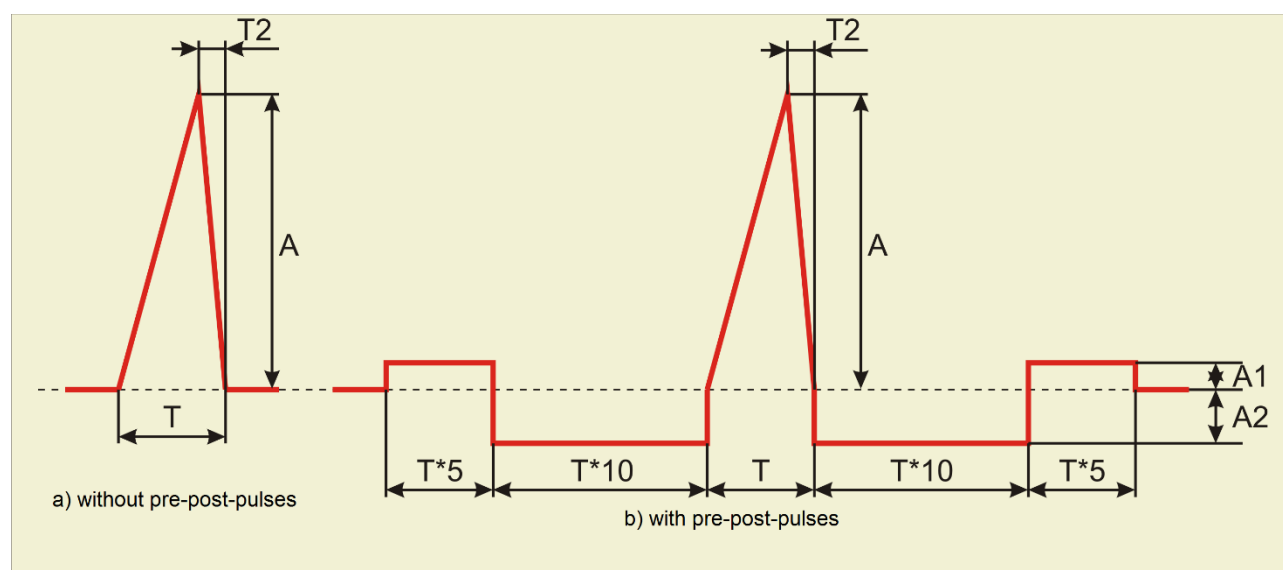 T2
T2
A
A
A1
A2
T
T*5
T*10
T
T*10
T*5
a) without pre-post-pulses
b) with pre-post-pulses